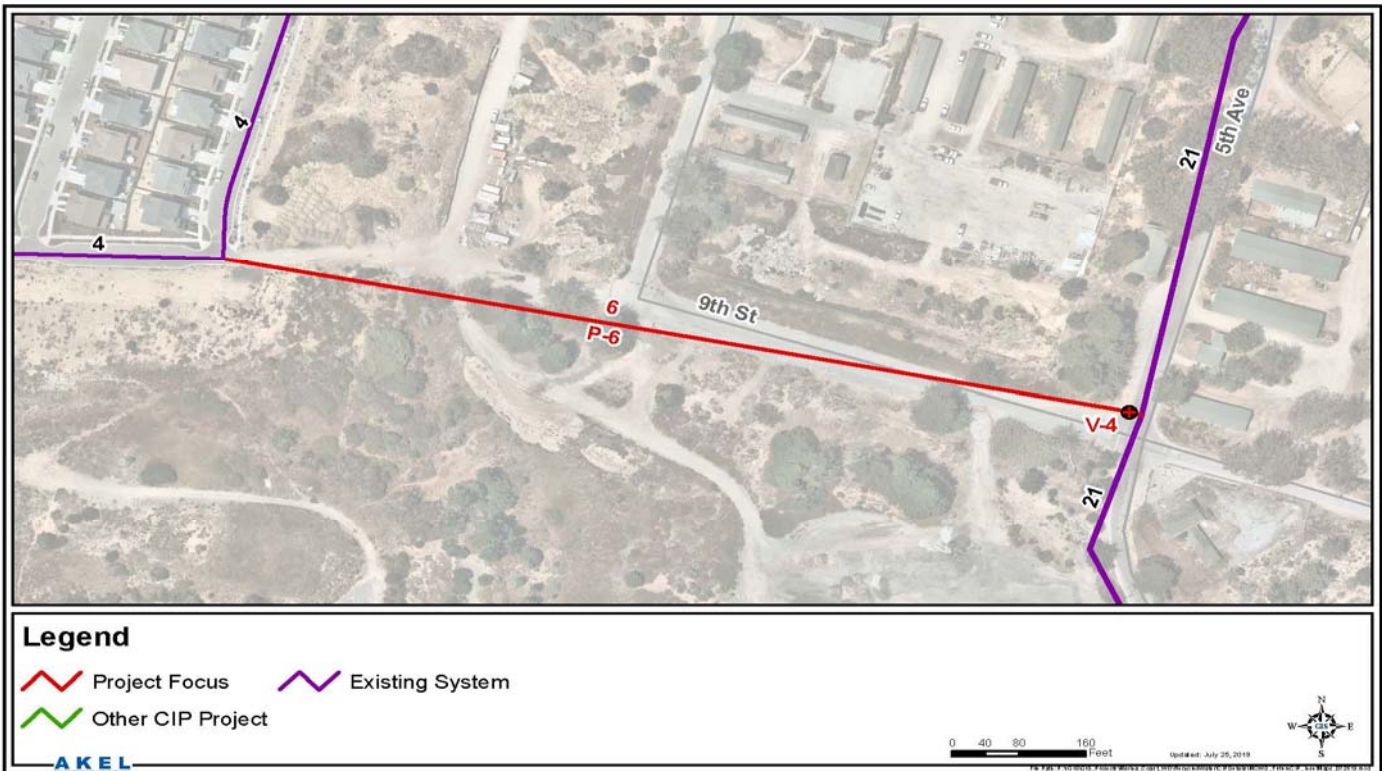 4
4
21
5th Ave
6
P-6
9th St
V-4
21
Legend
Project Focus
Existing System
Other CIP Project
AKEL
0 40 80 160
Feet
Updated: July 25, 2019
N
W GIS E
S